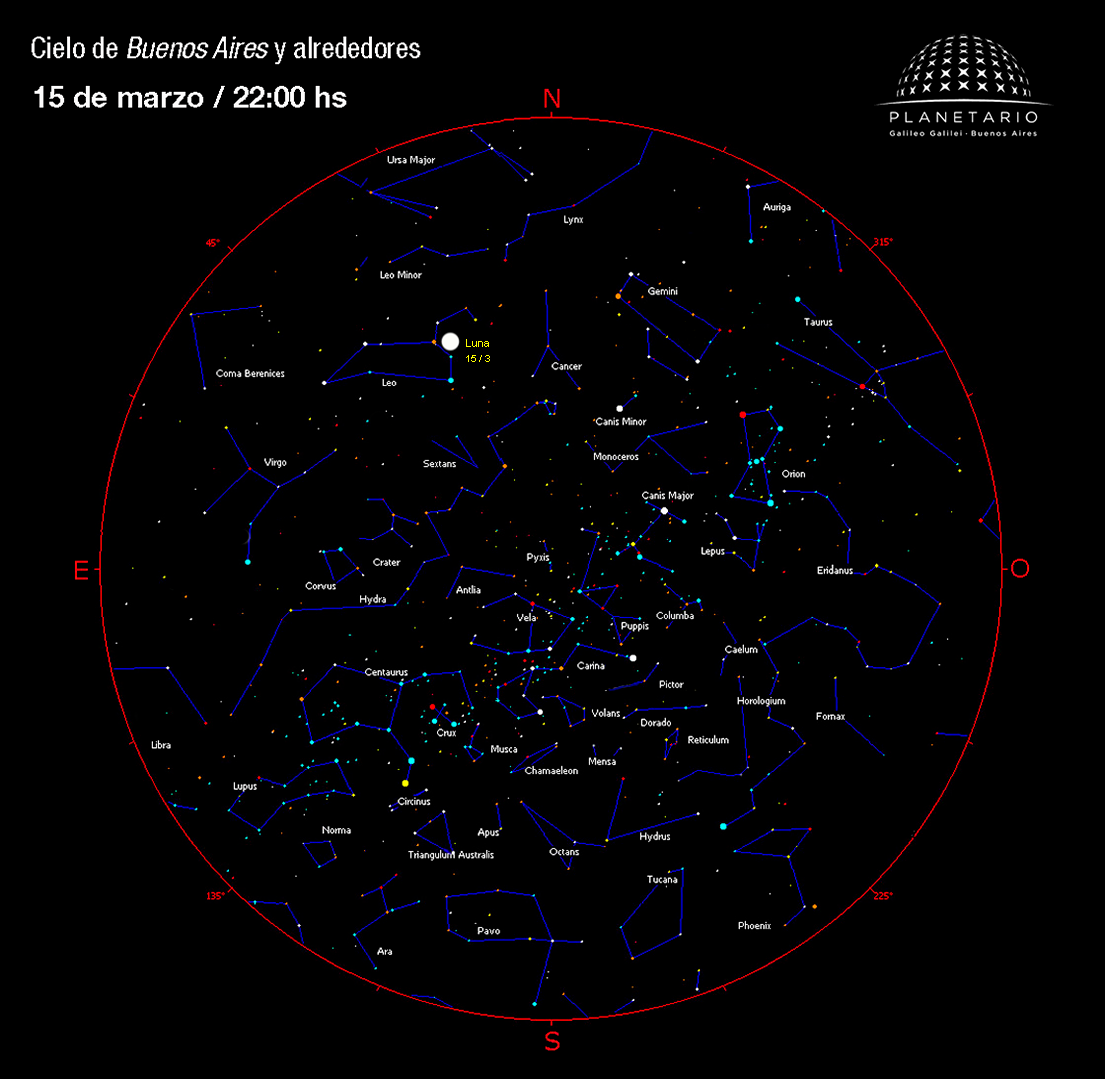 Cielo de Buenos Aires y alrededores
15 de marzo / 22:00 hs
PLANETARIO
Galileo Galilei - Buenos Aires
N
Ursa Major
Auriga
Lynx
45°
315°
Leo Minor
Gemini
Taurus
Luna
15 / 3
Cancer
Coma Berenices
Leo
Canis Minor
Monoceros
Virgo
Sextans
Orion
Canis Major
Lepus
Pyxis
E
Crater
Eridanus
O
Corvus
Antlia
Hydra
Vela
Columba
Puppis
Caelum
Centaurus
Carina
Pictor
Horologium
Volans
Fornax
Dorado
Crux
Reticulum
Libra
Musca
Mensa
Chamaeleon
Lupus
Circinus
Norma
Apus
Hydrus
Triangulum Australis
Octans
Tucana
135°
225°
Pavo
Phoenix
Ara
S